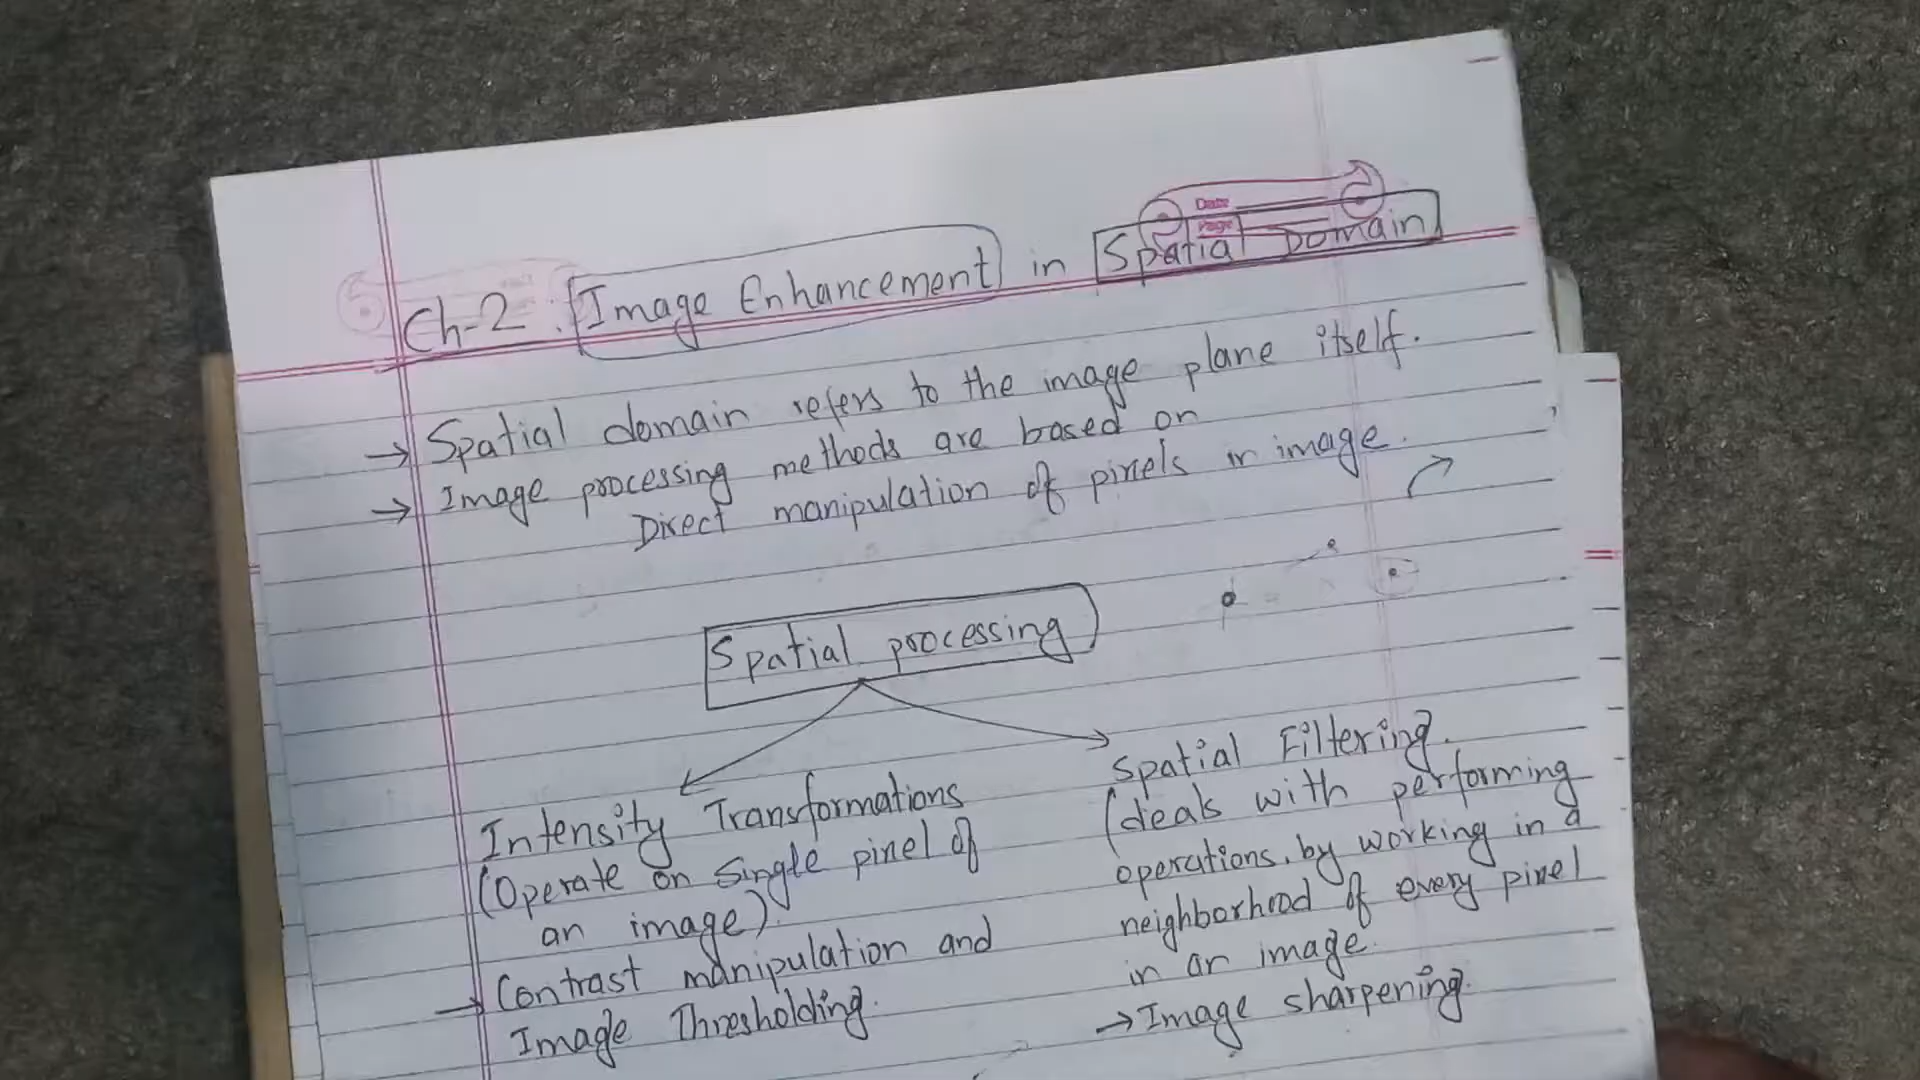 Date
Page
Ch-2 : Image Enhancement in Spatial Domain
→ Spatial domain refers to the image plane itself.
→ Image processing methods are based on
Direct manipulation of pixels in image.
Spatial processing
Intensity Transformations
(Operate on single pixel of
an image).
→ Contrast manipulation and
Image Thresholding.
Spatial Filtering.
(deals with performing
operations, by working in a
neighborhood of every pixel
in an image.
→ Image sharpening.